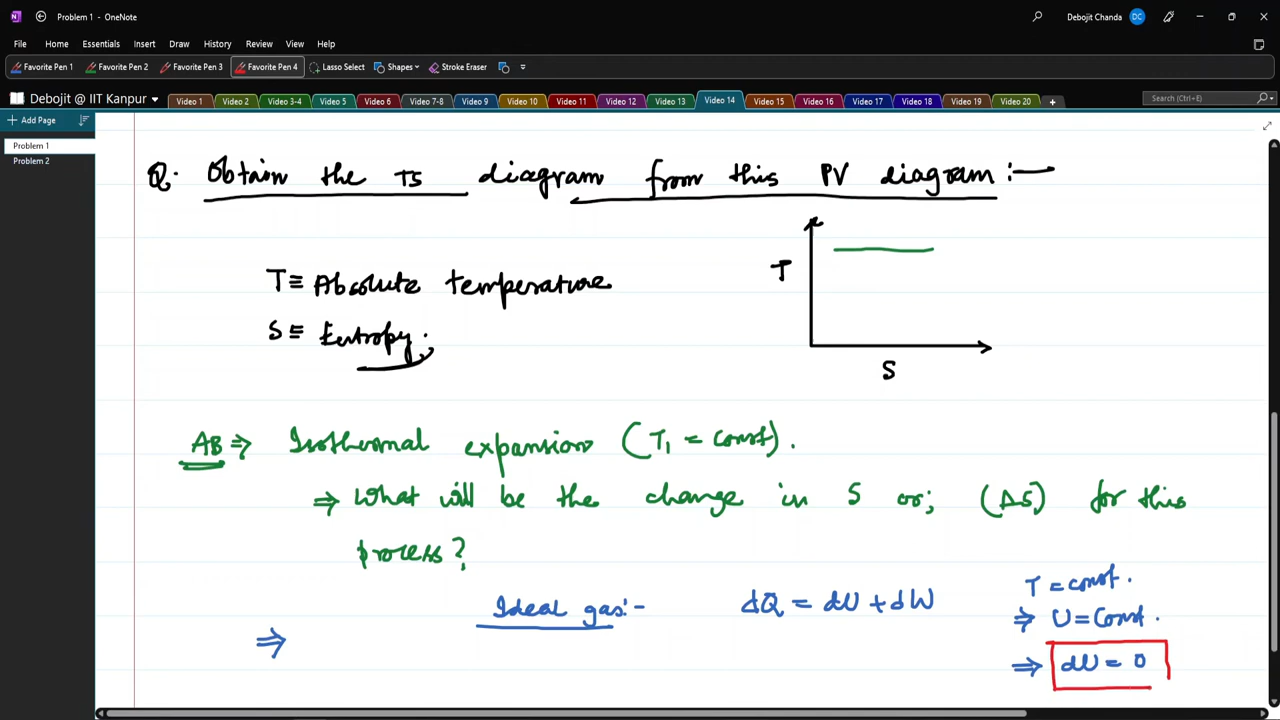 Problem 1 - OneNote
Debojit Chanda DC
File Home Essentials Insert Draw History Review View Help
Favorite Pen 1 Favorite Pen 2 Favorite Pen 3 Favorite Pen 4 Lasso Select Shapes Stroke Eraser
Debojit @ IIT Kanpur Video 1 Video 2 Video 3-4 Video 5 Video 6 Video 7-8 Video 9 Video 10 Video 11 Video 12 Video 13 Video 14 Video 15 Video 16 Video 17 Video 18 Video 19 Video 20 + Search (Ctrl+E)
+ Add Page
Problem 1
Problem 2
Q. Obtain the TS diagram from this PV diagram :→
T
S
T ≡ Absolute temperature
S ≡ Entropy.
AB ⇒ Isothermal expansion (T₁ = const).
⇒ What will be the change in S or; (ΔS) for this
process?
Ideal gas:- dQ = dU + dW
T = const.
⇒ U = Const.
⇒ dU = 0
⇒